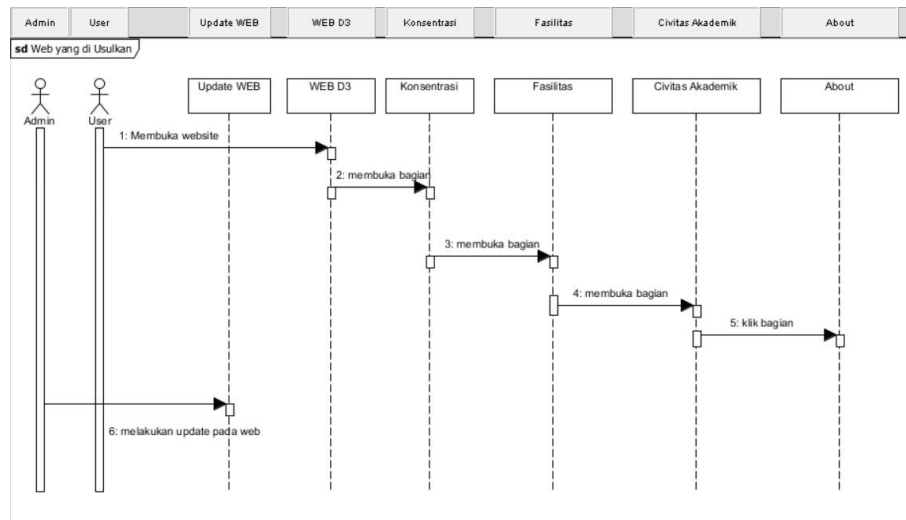 Admin User Update WEB WEB D3 Konsentrasi Fasilitas Civitas Akademik About
sd Web yang di Usulkan
Update WEB WEB D3 Konsentrasi Fasilitas Civitas Akademik About
Admin User
1: Membuka website
2: membuka bagian
3: membuka bagian
4: membuka bagian
5: klik bagian
6: melakukan update pada web